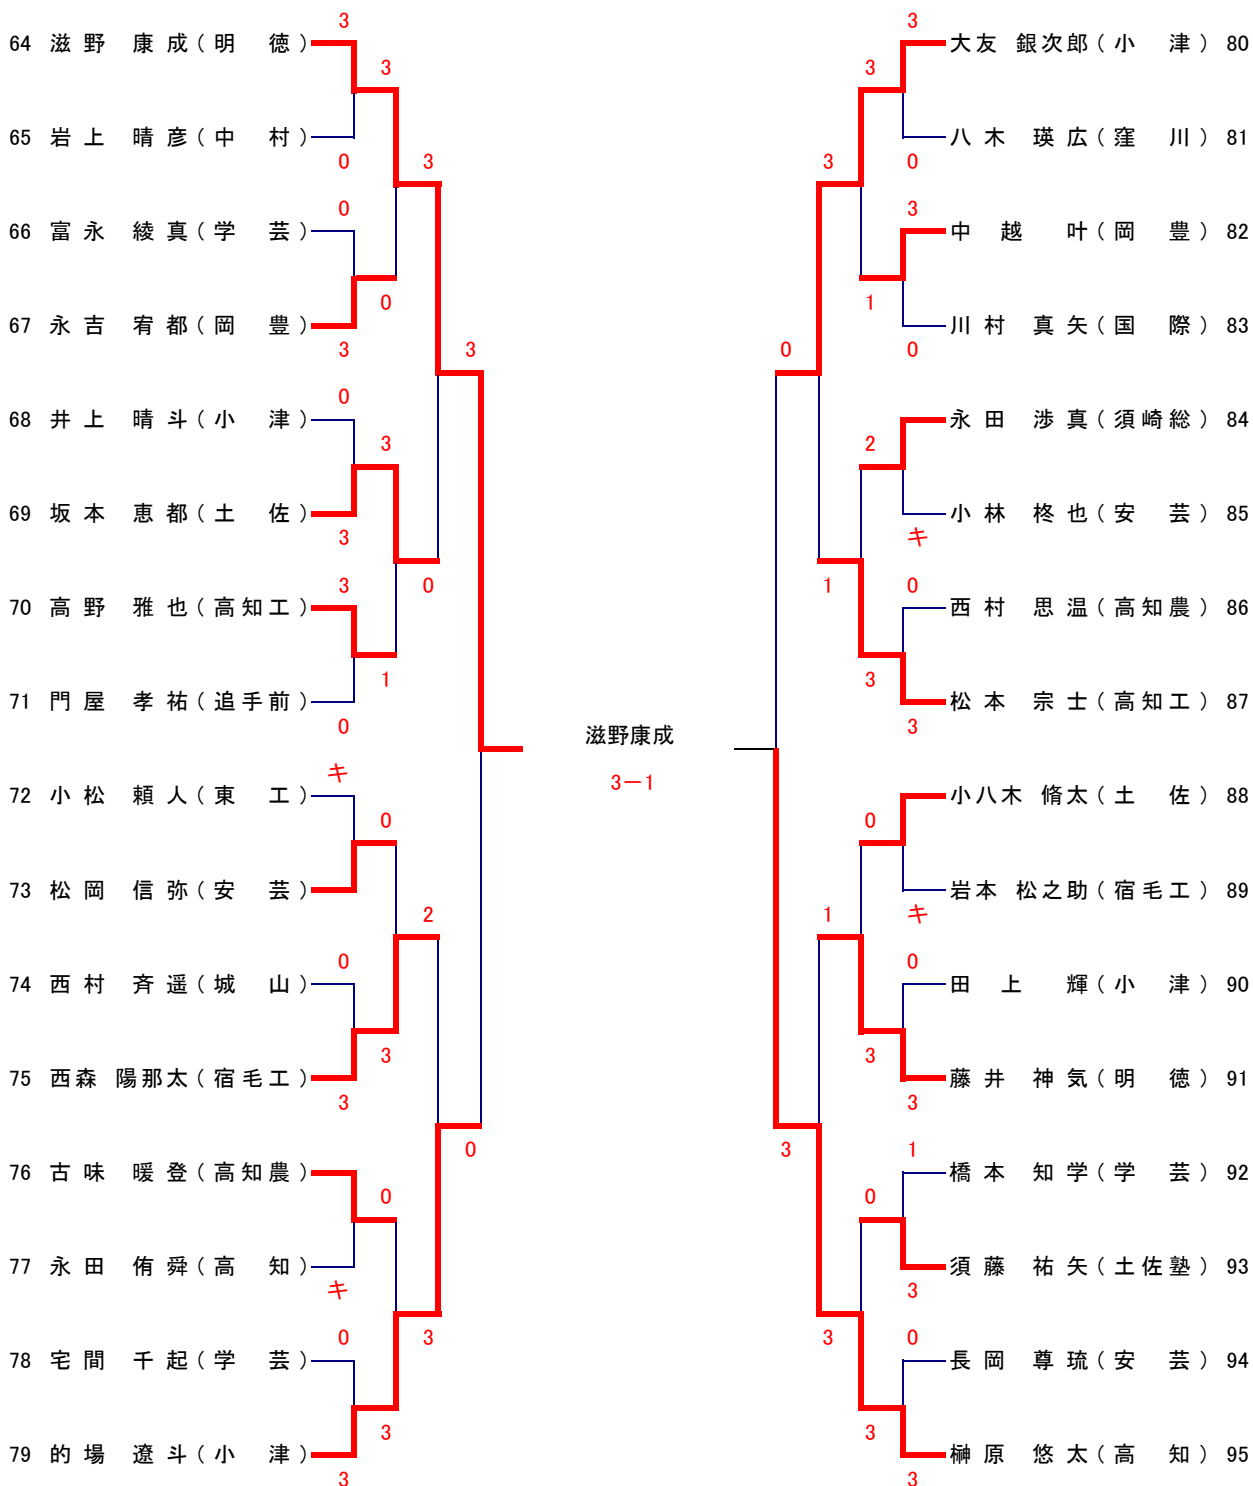 3 3
64 滋野 康成(明 徳) 大友 銀次郎(小 津) 80
3 3
65 岩上 晴彦(中 村) 八木 瑛広(窪 川) 81
0 3 3 0
0 3
66 富永 綾真(学 芸) 中越 叶(岡 豊) 82
0 1
67 永吉 宥都(岡 豊) 川村 真矢(国 際) 83
3 3 0 0
0
68 井上 晴斗(小 津) 永田 渉真(須崎総) 84
3 2
69 坂本 恵都(土 佐) 小林 柊也(安 芸) 85
3 キ
3 0 1 0
70 高野 雅也(高知工) 西村 思温(高知農) 86
1 3
71 門屋 孝祐(追手前) 松本 宗士(高知工) 87
0 3
滋野康成
キ 3-1
72 小松 頼人(東 工) 小八木 脩太(土 佐) 88
0 0
73 松岡 信弥(安 芸) 岩本 松之助(宿毛工) 89
2 1 キ
0 0
74 西村 斉遥(城 山) 田上 輝(小 津) 90
3 3
75 西森 陽那太(宿毛工) 藤井 神気(明 徳) 91
3 3
0 3 1
76 古味 暖登(高知農) 橋本 知学(学 芸) 92
0 0
77 永田 侑舜(高 知) 須藤 祐矢(土佐塾) 93
キ 3
0 3 3 0
78 宅間 千起(学 芸) 長岡 尊琉(安 芸) 94
3 3
79 的場 遼斗(小 津) 榊原 悠太(高 知) 95
3 3